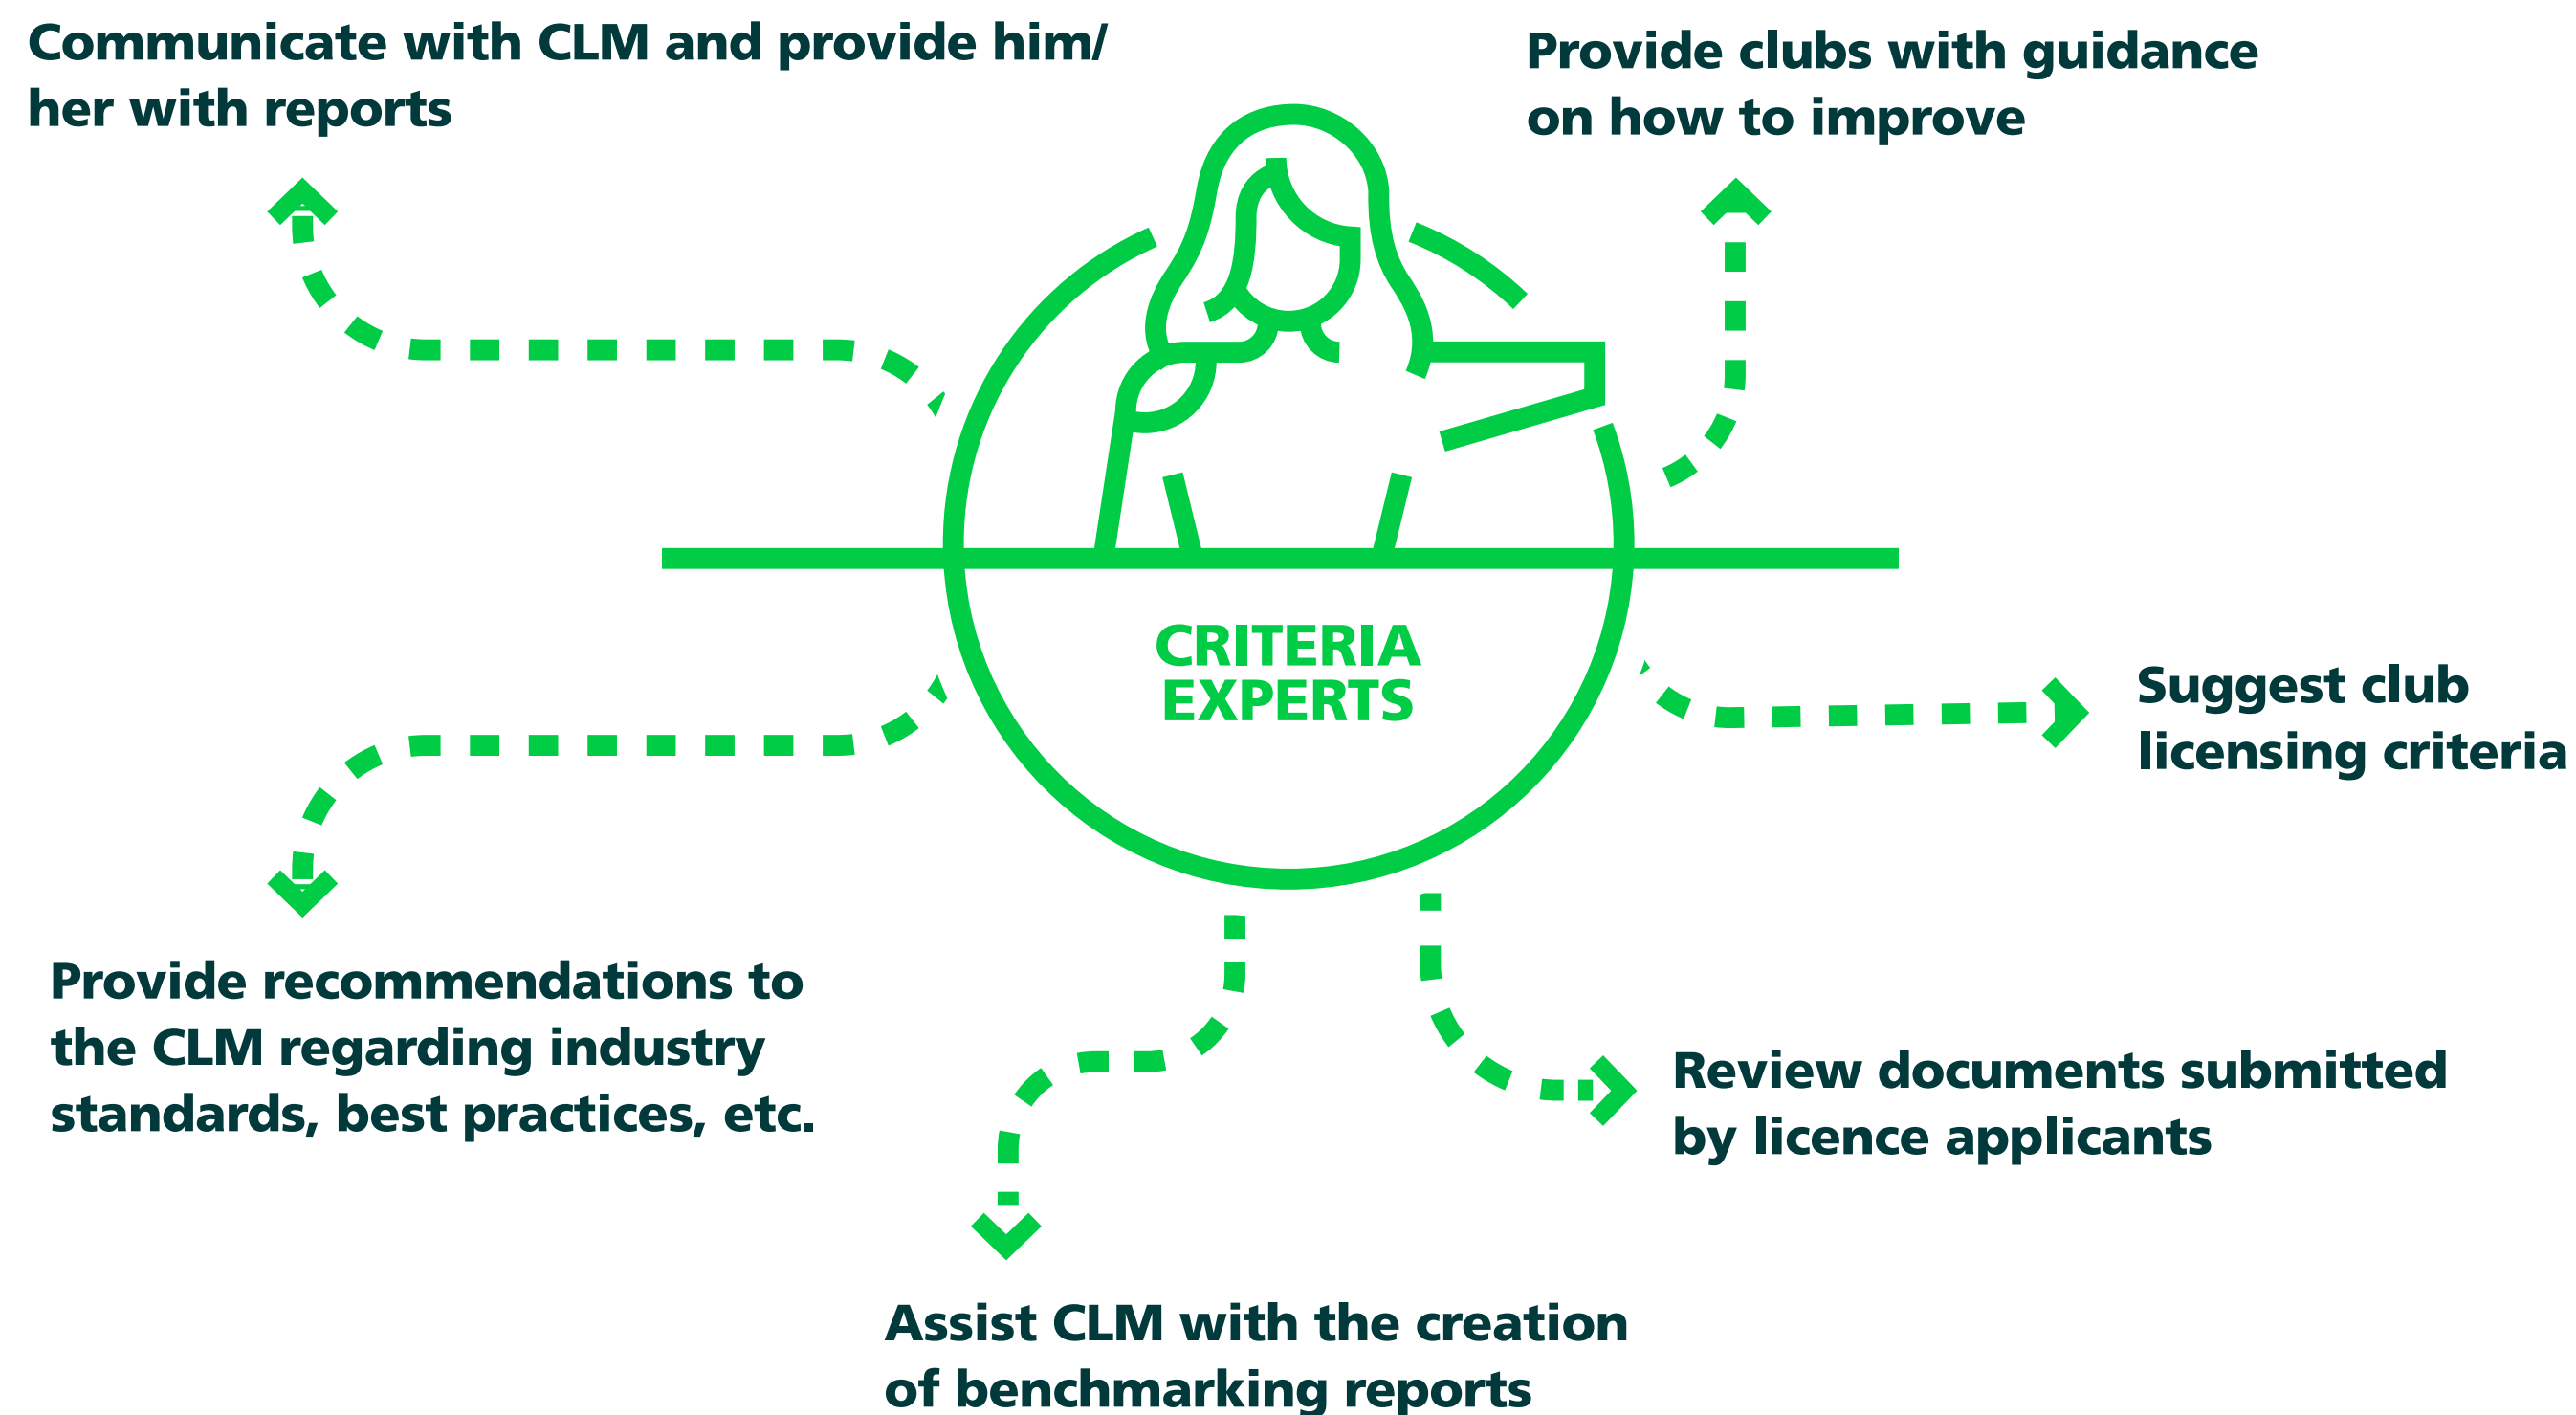 Communicate with CLM and provide him/
her with reports
Provide clubs with guidance
on how to improve
CRITERIA
EXPERTS
Suggest club
licensing criteria
Provide recommendations to
the CLM regarding industry
standards, best practices, etc.
Review documents submitted
by licence applicants
Assist CLM with the creation
of benchmarking reports